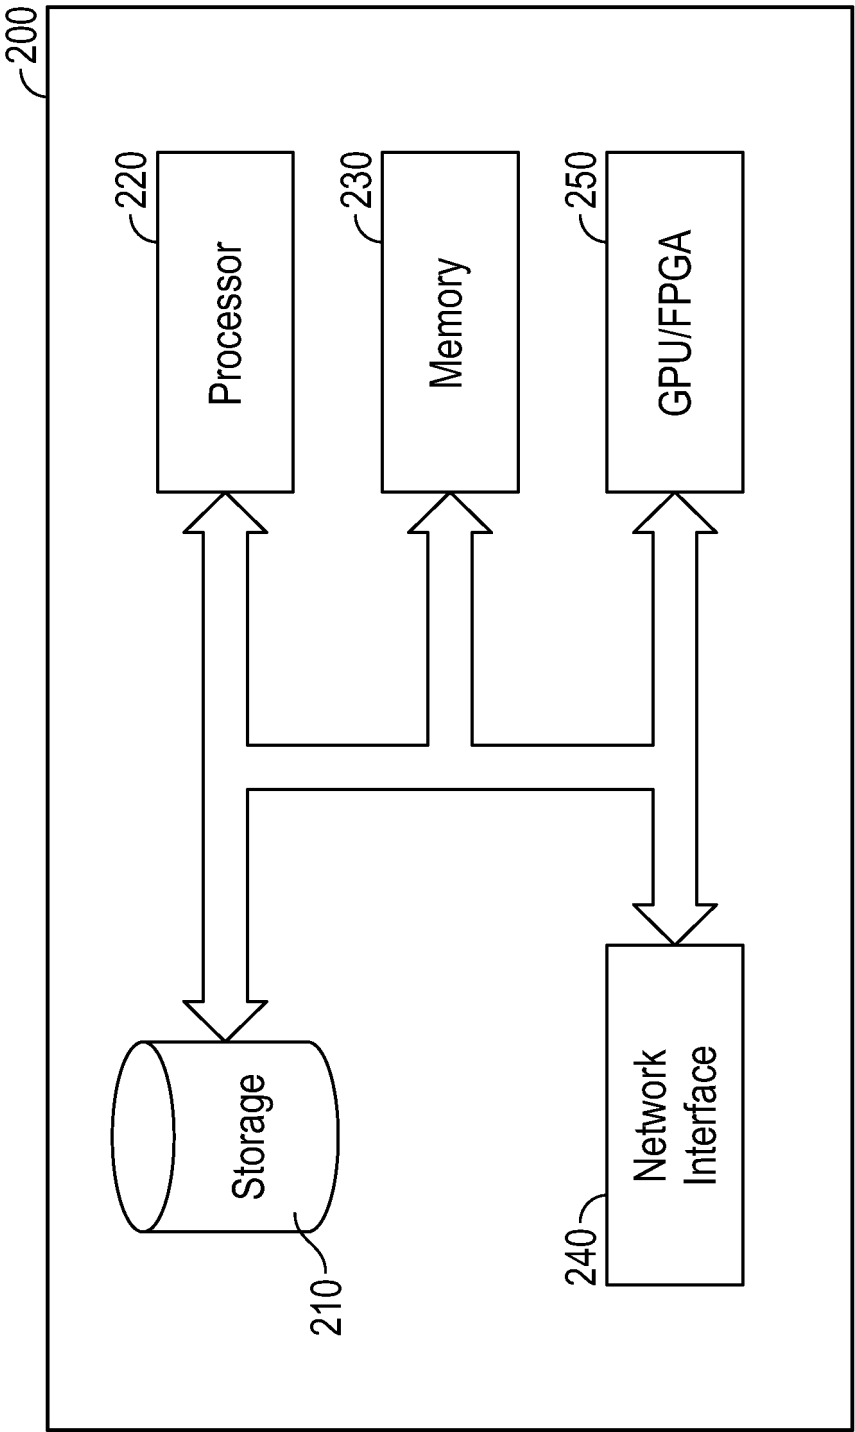 200
210
Storage
220
Processor
230
Memory
240
Network
Interface
250
GPU/FPGA